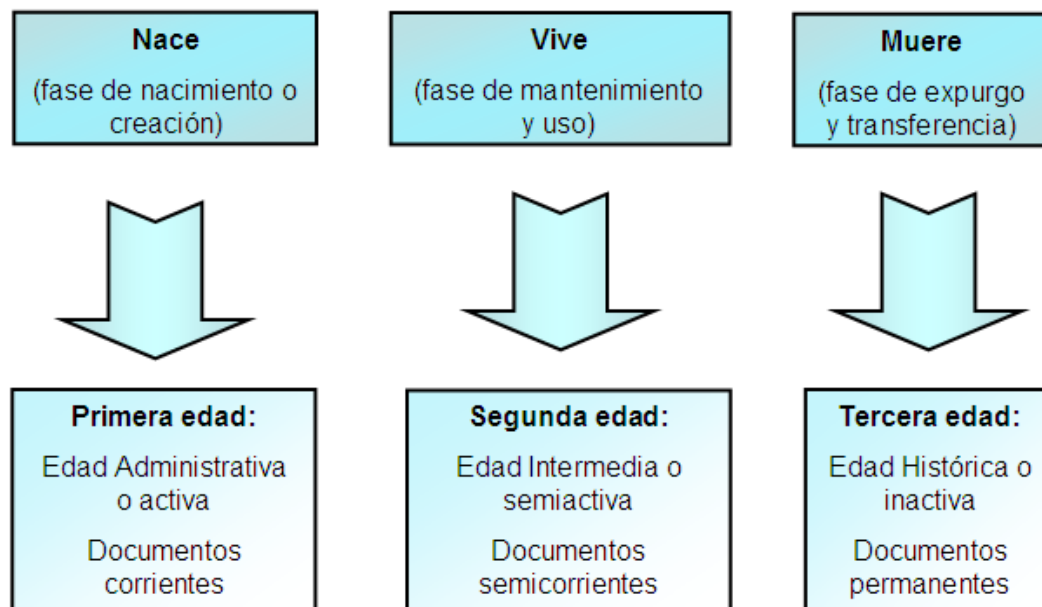 Nace
(fase de nacimiento o
creación)
Vive
(fase de mantenimiento
y uso)
Muere
(fase de expurgo
y transferencia)
Primera edad:
Edad Administrativa
o activa
Documentos
corrientes
Segunda edad:
Edad Intermedia o
semiactiva
Documentos
semicorrientes
Tercera edad:
Edad Histórica o
inactiva
Documentos
permanentes